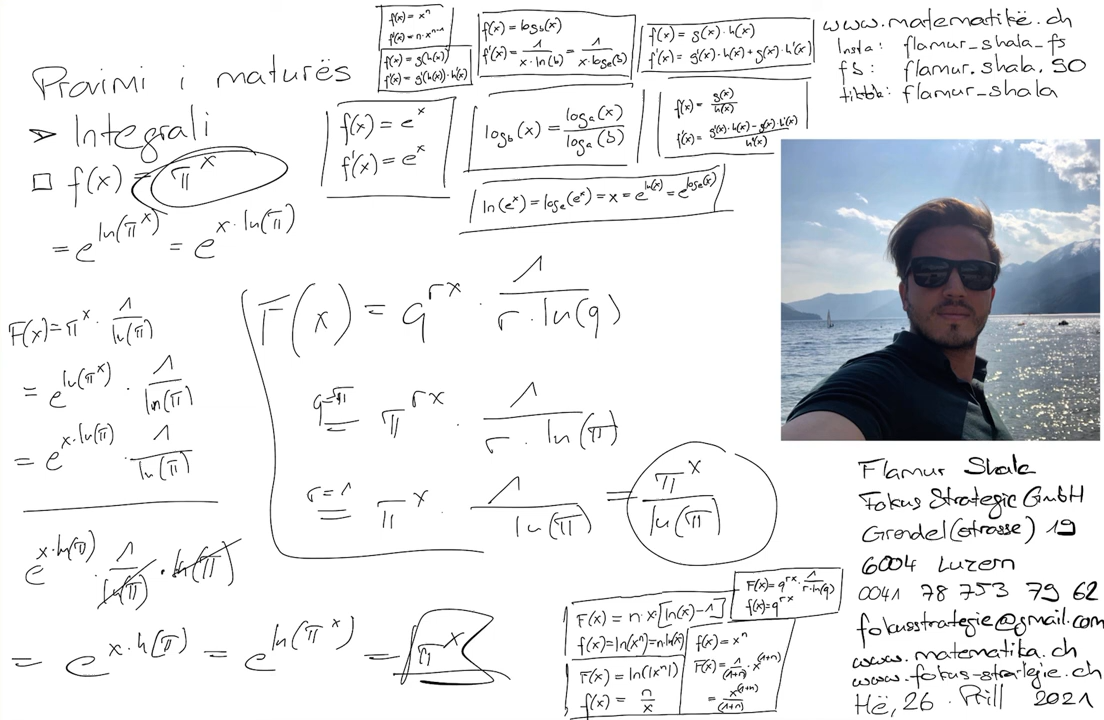 Provimi i maturës
➤ Integrali
□ f(x) = π^x
= e^{ln(π^x)} = e^{x·ln(π)}
f(x) = x^n
f'(x) = n·x^{n-1}
f(x) = g(h(x))
f'(x) = g'(h(x))·h'(x)
f(x) = log_b(x)
f'(x) = 1/(x·ln(b)) = 1/(x·log_e(b))
f(x) = g(x)·h(x)
f'(x) = g'(x)·h(x) + g(x)·h'(x)
f(x) = e^x
f'(x) = e^x
log_b(x) = log_a(x)/log_a(b)
f(x) = g(x)/h(x)
f'(x) = (g'(x)·h(x) − g(x)·h'(x))/h²(x)
ln(e^x) = log_e(e^x) = x = e^{ln(x)} = e^{log_e(x)}
www.matematikë.ch
Insta: flamur_shala_fs
fb: flamur.shala.90
tiktok: flamur_shala
F(x) = π^x · 1/ln(π)
= e^{ln(π^x)} · 1/ln(π)
= e^{x·ln(π)} · 1/ln(π)
e^{x·ln(π)} · 1/ln(π) · ln(π)
= e^{x·ln(π)} = e^{ln(π^x)} = π^x
F(x) = q^{rx} · 1/(r·ln(q))
q=π = π^{rx} · 1/(r·ln(π))
r=1 = π^x · 1/ln(π) = π^x/ln(π)
F(x) = q^{rx} · 1/(r·ln(q))
f(x) = q^{rx}
F(x) = n·x·[ln(x)−1]
f(x) = ln(x^n) = n·ln(x)
F(x) = ln(|x^n|)
f(x) = n/x
f(x) = x^n
F(x) = 1/(1+n) · x^{(1+n)}
= x^{(1+n)}/(1+n)
Flamur Shala
Fokus Strategie GmbH
Grendel(strasse) 19
6004 Luzern
0041 78 753 79 62
fokusstrategie@gmail.com
www.matematika.ch
www.fokus-strategie.ch
Hë, 26. Prill 2021